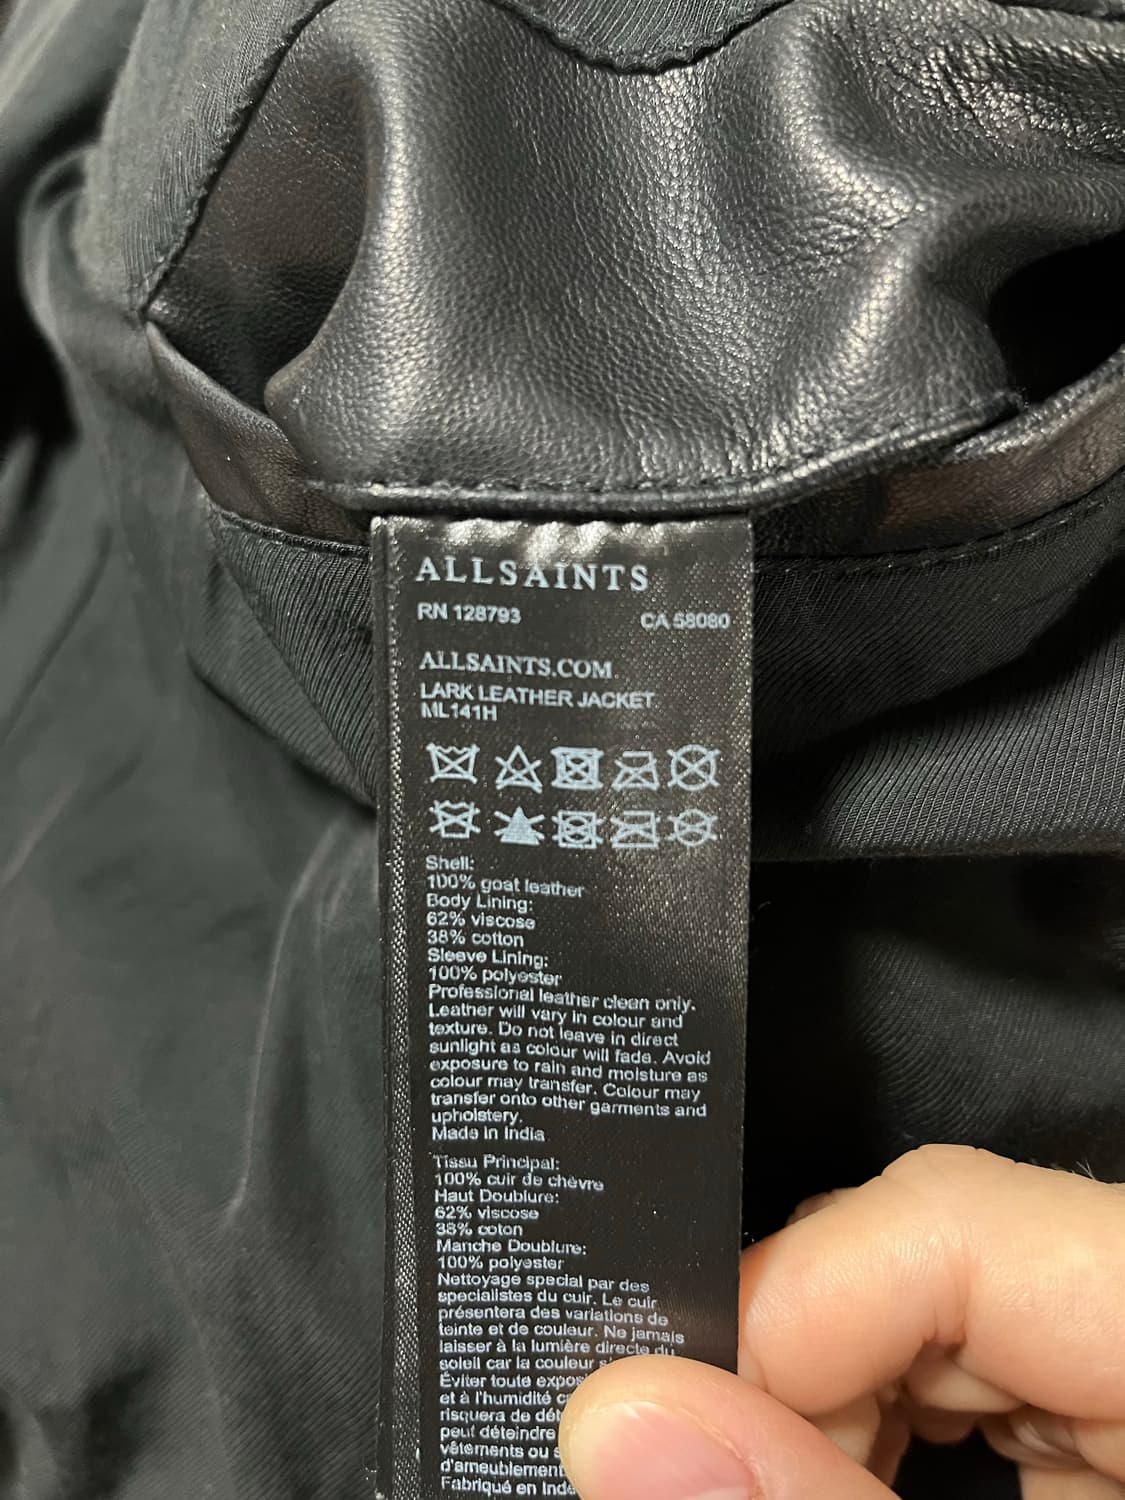 ALLSAINTS
RN 128793 CA 58080
ALLSAINTS.COM
LARK LEATHER JACKET
ML141H
Shell:
100% goat leather
Body Lining:
62% viscose
38% cotton
Sleeve Lining:
100% polyester
Professional leather clean only.
Leather will vary in colour and
texture. Do not leave in direct
sunlight as colour will fade. Avoid
exposure to rain and moisture as
colour may transfer. Colour may
transfer onto other garments and
upholstery.
Made in India
Tissu Principal:
100% cuir de chèvre
Haut Doublure:
62% viscose
38% coton
Manche Doublure:
100% polyester
Nettoyage special par des
specialistes du cuir. Le cuir
présentera des variations de
teinte et de couleur. Ne jamais
laisser à la lumière directe du
soleil car la couleur
Éviter toute
et à l'humidité
risquera de
peut déteindre
vêtements ou
d'ameublement
Fabriqué en